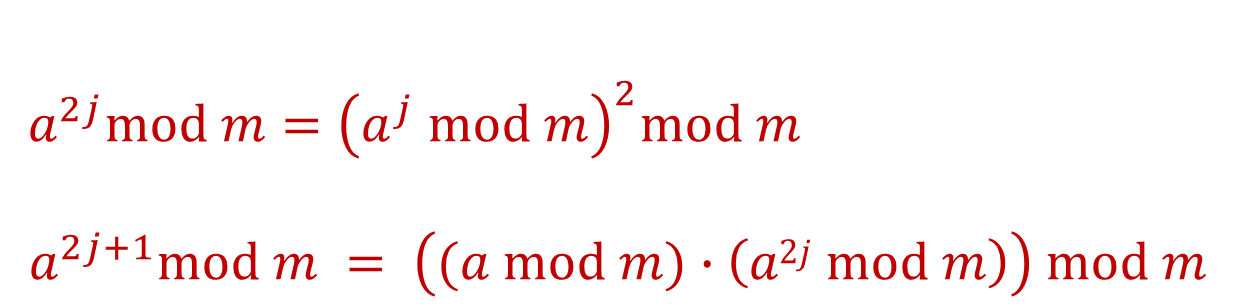 a^{2j} mod m = (a^j mod m)^2 mod m
a^{2j+1} mod m = ((a mod m) · (a^{2j} mod m)) mod m